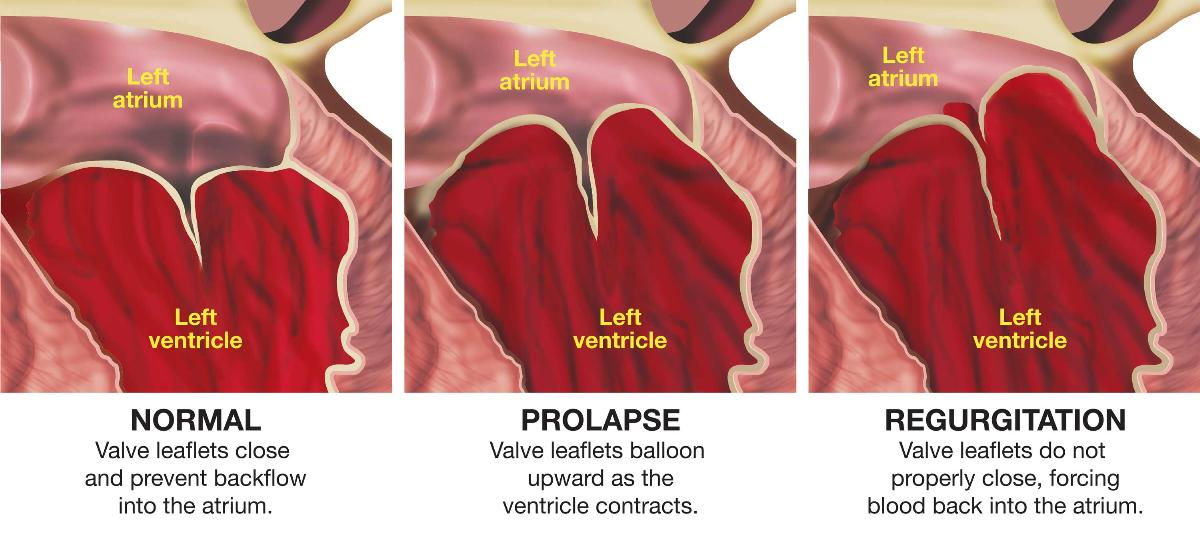 Left
atrium
Left
ventricle
NORMAL
Valve leaflets close
and prevent backflow
into the atrium.
Left
atrium
Left
ventricle
PROLAPSE
Valve leaflets balloon
upward as the
ventricle contracts.
Left
atrium
Left
ventricle
REGURGITATION
Valve leaflets do not
properly close, forcing
blood back into the atrium.